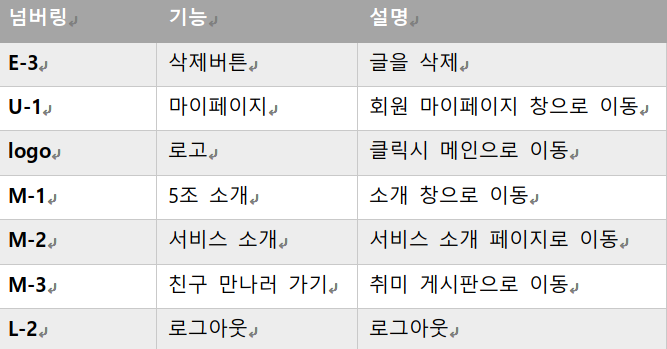 넘버링 기능 설명
E-3 삭제버튼 글을 삭제
U-1 마이페이지 회원 마이페이지 창으로 이동
logo 로고 클릭시 메인으로 이동
M-1 5조 소개 소개 창으로 이동
M-2 서비스 소개 서비스 소개 페이지로 이동
M-3 친구 만나러 가기 취미 게시판으로 이동
L-2 로그아웃 로그아웃